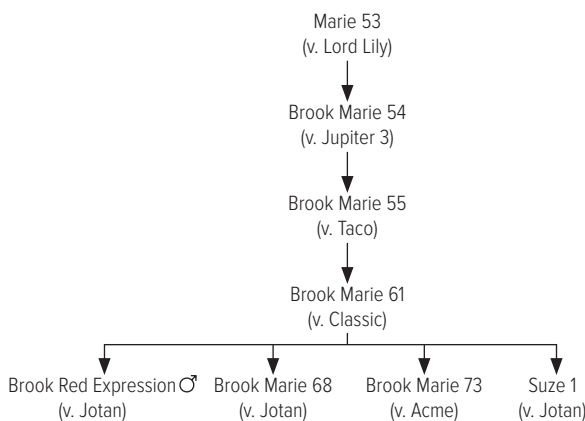 Marie 53
(v. Lord Lily)
Brook Marie 54
(v. Jupiter 3)
Brook Marie 55
(v. Taco)
Brook Marie 61
(v. Classic)
Brook Red Expression ♂ Brook Marie 68 Brook Marie 73 Suze 1
(v. Jotan) (v. Jotan) (v. Acme) (v. Jotan)